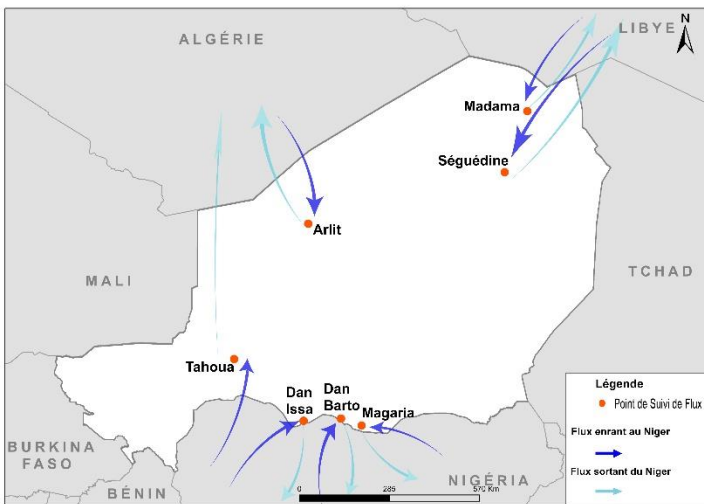 ALGÉRIE
LIBYE
N
Madama
Séguédine
Arlit
MALI
TCHAD
Tahoua
Dan
Issa
Dan
Barto
Magaria
BURKINA
FASO
BÉNIN
NIGÉRIA
0 285 570 Km
Légende
Point de Suivi de Flux
Flux enrant au Niger
Flux sortant du Niger